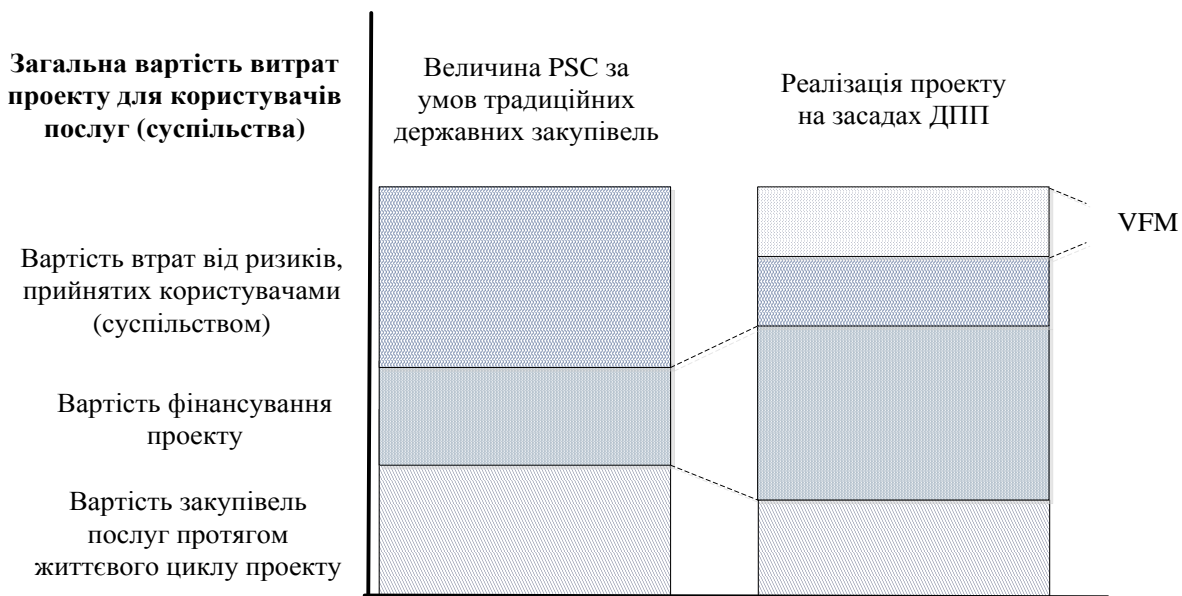 Загальна вартість витрат
проекту для користувачів
послуг (суспільства)
Величина PSC за
умов традиційних
державних закупівель
Реалізація проекту
на засадах ДПП
VFM
Вартість втрат від ризиків,
прийнятих користувачами
(суспільством)
Вартість фінансування
проекту
Вартість закупівель
послуг протягом
життєвого циклу проекту